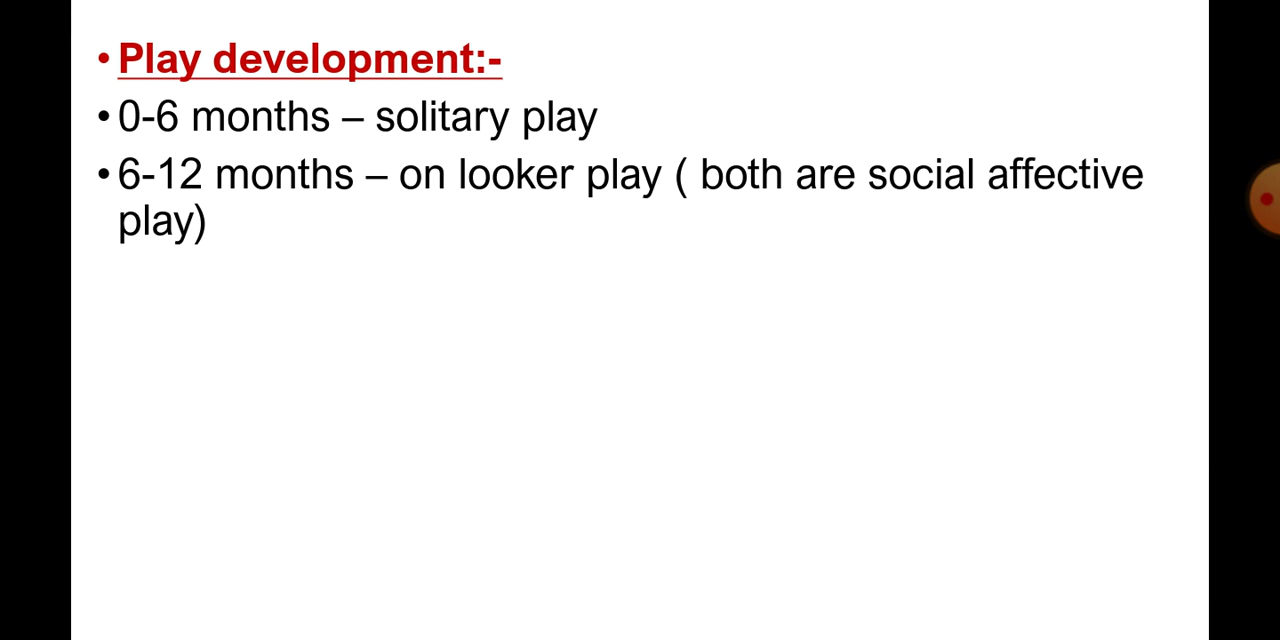 • Play development:-
• 0-6 months – solitary play
• 6-12 months – on looker play ( both are social affective
play)